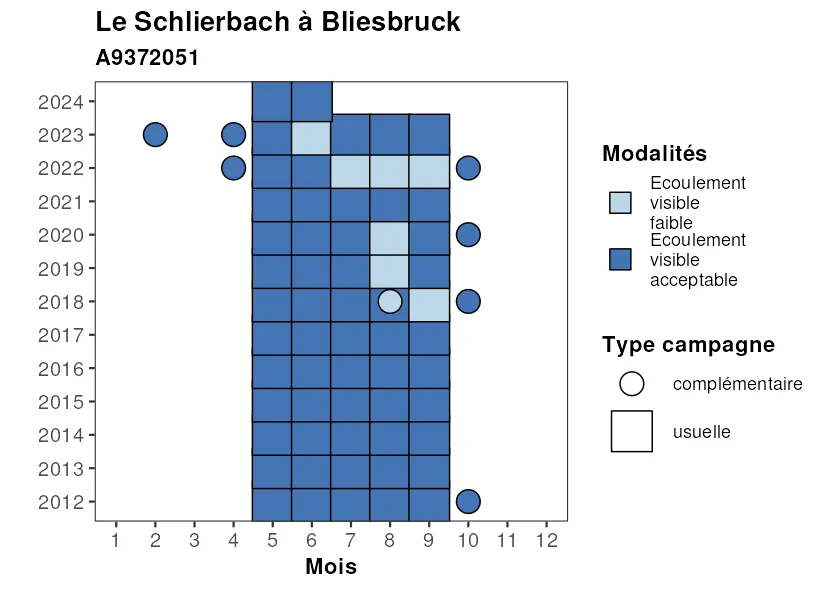 Le Schlierbach à Bliesbruck
A9372051
2024
2023
2022
2021
2020
2019
2018
2017
2016
2015
2014
2013
2012
1 2 3 4 5 6 7 8 9 10 11 12
Mois
Modalités
Ecoulement
visible
faible
Ecoulement
visible
acceptable
Type campagne
complémentaire
usuelle